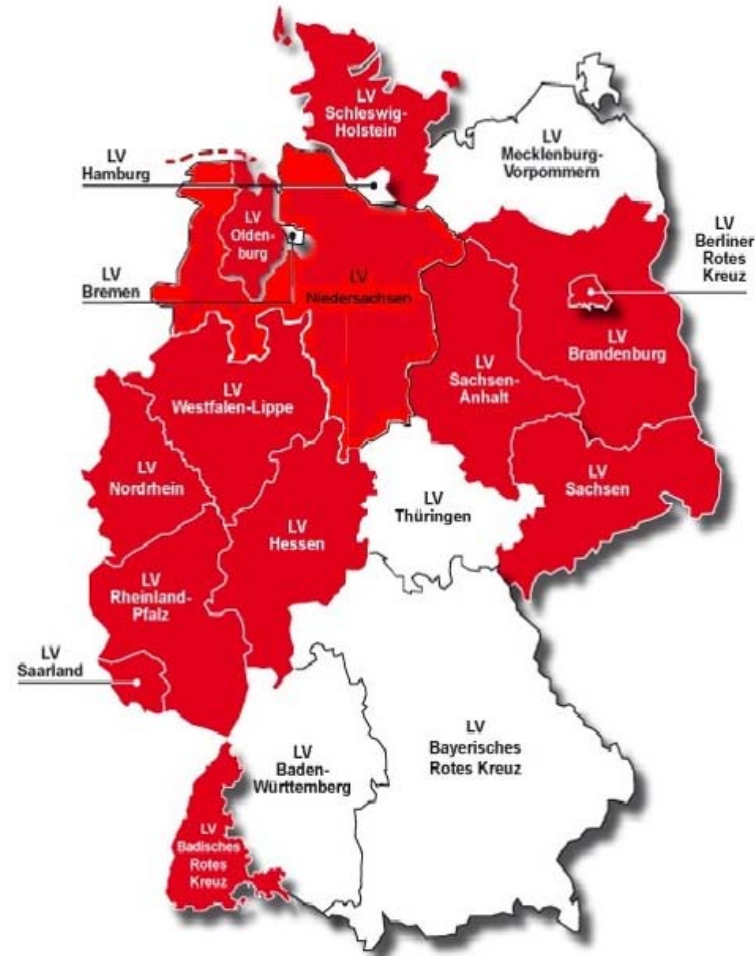 LV
Schleswig-
Holstein
LV
Hamburg
LV
Mecklenburg-
Vorpommern
LV
Olden-
burg
LV
Berliner
Rotes
Kreuz
LV
Bremen
LV
Niedersachsen
LV
Brandenburg
LV
Sachsen-
Anhalt
LV
Westfalen-Lippe
LV
Nordrhein
LV
Sachsen
LV
Thüringen
LV
Hessen
LV
Rheinland-
Pfalz
LV
Saarland
LV
Bayerisches
Rotes Kreuz
LV
Baden-
Württemberg
LV
Badisches
Rotes
Kreuz